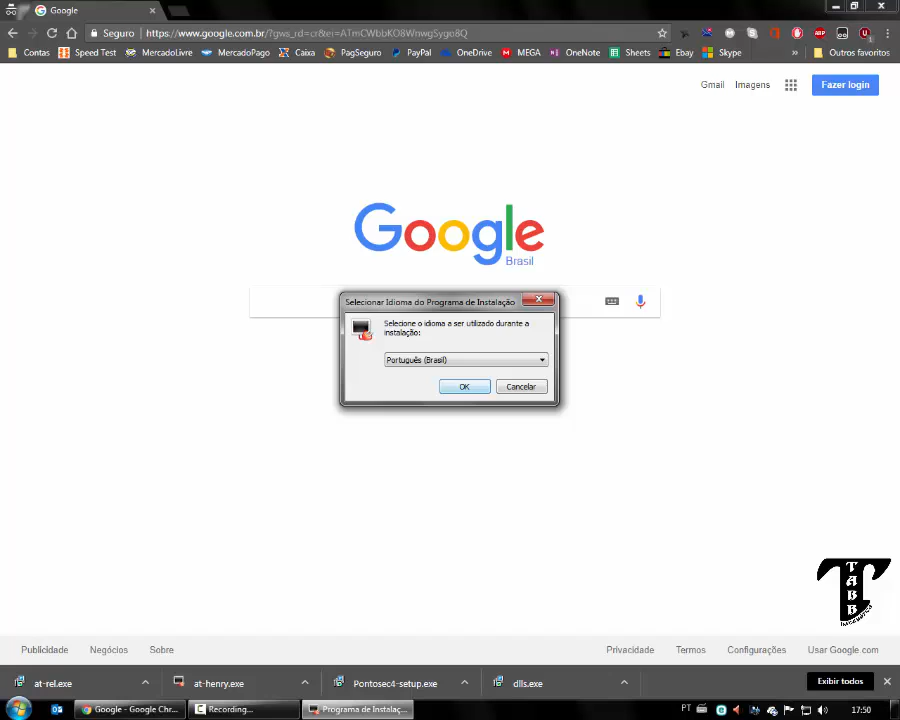 Google
Seguro
https://www.google.com.br/?gws_rd=cr&ei=ATmCWbbKO8WnwgSygo8Q
Contas
Speed Test
MercadoLivre
MercadoPago
Caixa
PagSeguro
PayPal
OneDrive
MEGA
OneNote
Sheets
Ebay
Skype
»
Outros favoritos
Gmail
Imagens
Fazer login
Google
Brasil
Selecionar Idioma do Programa de Instalação
Selecione o idioma a ser utilizado durante a
instalação:
Português (Brasil)
OK
Cancelar
TABB
Publicidade
Negócios
Sobre
Privacidade
Termos
Configurações
Usar Google.com
at-rel.exe
at-henry.exe
Pontosec4-setup.exe
dlls.exe
Exibir todos
Google - Google Chr...
Recording...
Programa de Instalaç...
PT
17:50